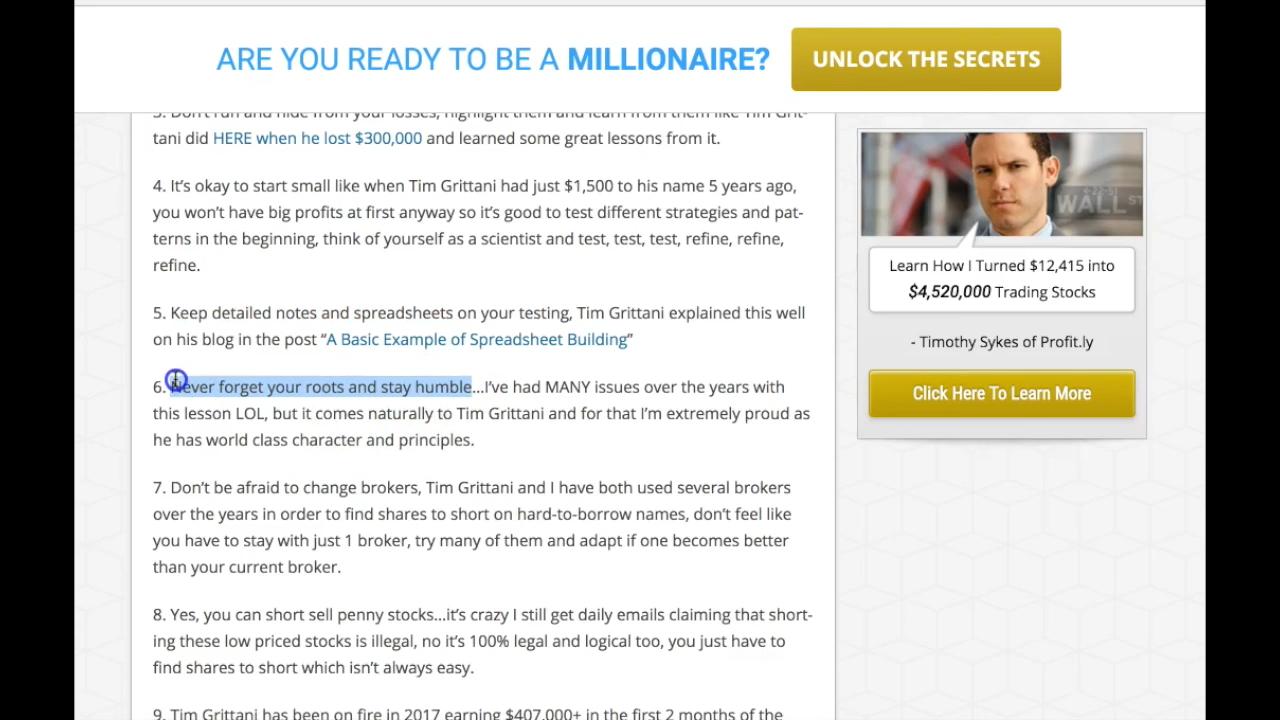 ARE YOU READY TO BE A MILLIONAIRE?
UNLOCK THE SECRETS
3. Don't run and hide from your losses, highlight them and learn from them like Tim Grit-
tani did HERE when he lost $300,000 and learned some great lessons from it.
4. It's okay to start small like when Tim Grittani had just $1,500 to his name 5 years ago,
you won't have big profits at first anyway so it's good to test different strategies and pat-
terns in the beginning, think of yourself as a scientist and test, test, test, refine, refine,
refine.
5. Keep detailed notes and spreadsheets on your testing, Tim Grittani explained this well
on his blog in the post “A Basic Example of Spreadsheet Building”
6. Never forget your roots and stay humble...I've had MANY issues over the years with
this lesson LOL, but it comes naturally to Tim Grittani and for that I'm extremely proud as
he has world class character and principles.
7. Don't be afraid to change brokers, Tim Grittani and I have both used several brokers
over the years in order to find shares to short on hard-to-borrow names, don't feel like
you have to stay with just 1 broker, try many of them and adapt if one becomes better
than your current broker.
8. Yes, you can short sell penny stocks...it's crazy I still get daily emails claiming that short-
ing these low priced stocks is illegal, no it's 100% legal and logical too, you just have to
find shares to short which isn't always easy.
9. Tim Grittani has been on fire in 2017 earning $407,000+ in the first 2 months of the
WALL ST
Learn How I Turned $12,415 into
$4,520,000 Trading Stocks
- Timothy Sykes of Profit.ly
Click Here To Learn More